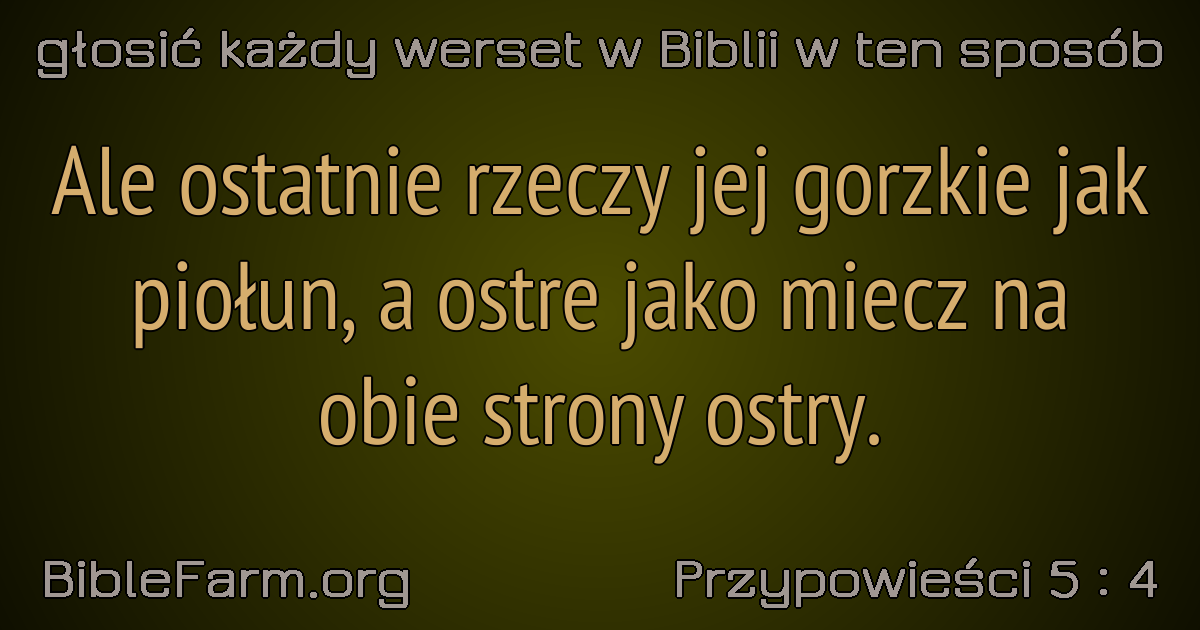 głosić każdy werset w Biblii w ten sposób
Ale ostatnie rzeczy jej gorzkie jak
piołun, a ostre jako miecz na
obie strony ostry.
BibleFarm.org
Przypowieści 5 : 4